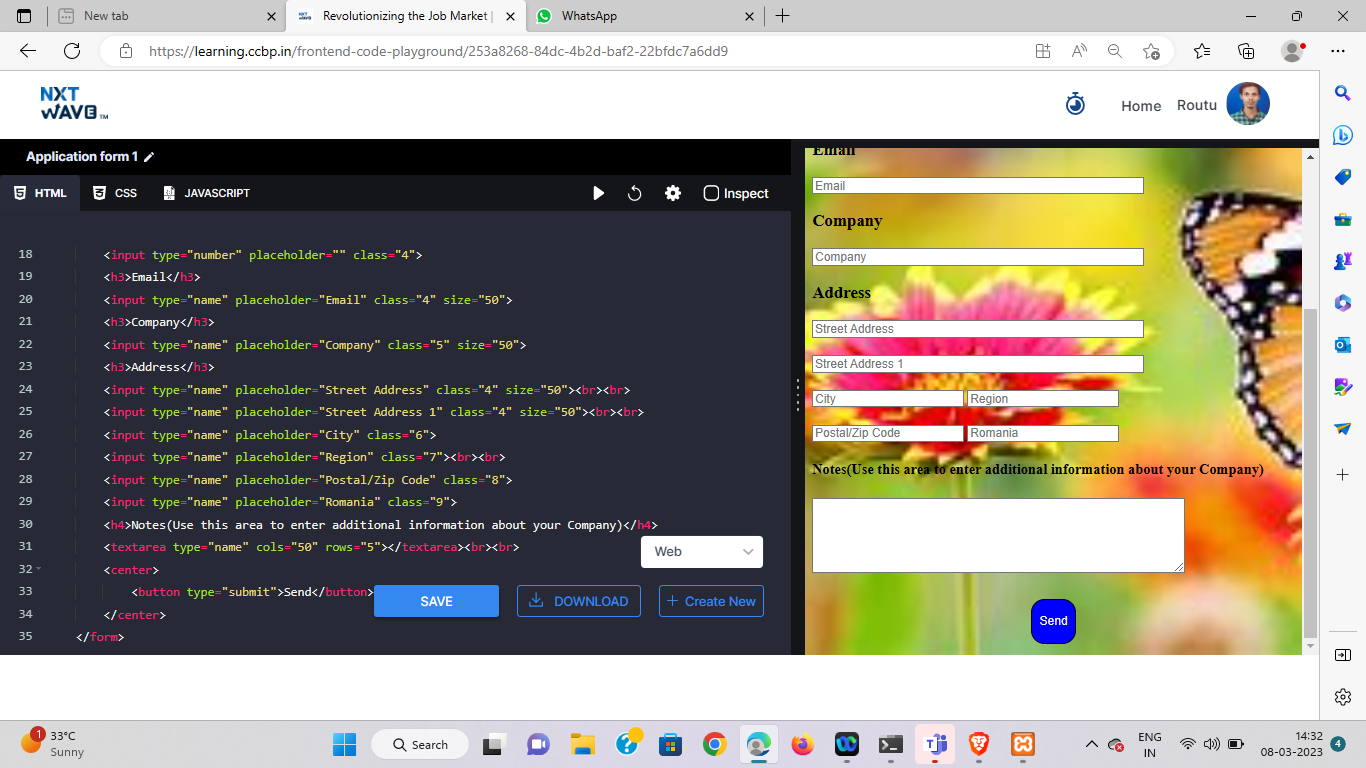 New tab
NXT WAVE Revolutionizing the Job Market |
WhatsApp
https://learning.ccbp.in/frontend-code-playground/253a8268-84dc-4b2d-baf2-22bfdc7a6dd9
NXT
WAVE TM
Home Routu
Application form 1
HTML CSS JAVASCRIPT Inspect
18 <input type="number" placeholder="" class="4">
19 <h3>Email</h3>
20 <input type="name" placeholder="Email" class="4" size="50">
21 <h3>Company</h3>
22 <input type="name" placeholder="Company" class="5" size="50">
23 <h3>Address</h3>
24 <input type="name" placeholder="Street Address" class="4" size="50"><br><br>
25 <input type="name" placeholder="Street Address 1" class="4" size="50"><br><br>
26 <input type="name" placeholder="City" class="6">
27 <input type="name" placeholder="Region" class="7"><br><br>
28 <input type="name" placeholder="Postal/Zip Code" class="8">
29 <input type="name" placeholder="Romania" class="9">
30 <h4>Notes(Use this area to enter additional information about your Company)</h4>
31 <textarea type="name" cols="50" rows="5"></textarea><br><br>
32 <center>
33 <button type="submit">Send</button>
34 </center>
35 </form>
Web
SAVE DOWNLOAD + Create New
Email
Email
Company
Company
Address
Street Address
Street Address 1
City Region
Postal/Zip Code Romania
Notes(Use this area to enter additional information about your Company)
Send
1 33°C
Sunny
Search
ENG
IN
14:32
08-03-2023
4